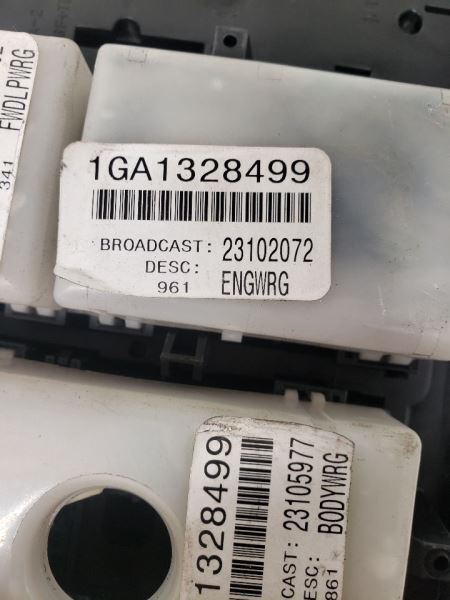 FWDLPWRG
341
1GA1328499
BROADCAST: 23102072
DESC: ENGWRG
961
1328499
CAST: 23105977
DESC: BODYWRG
861